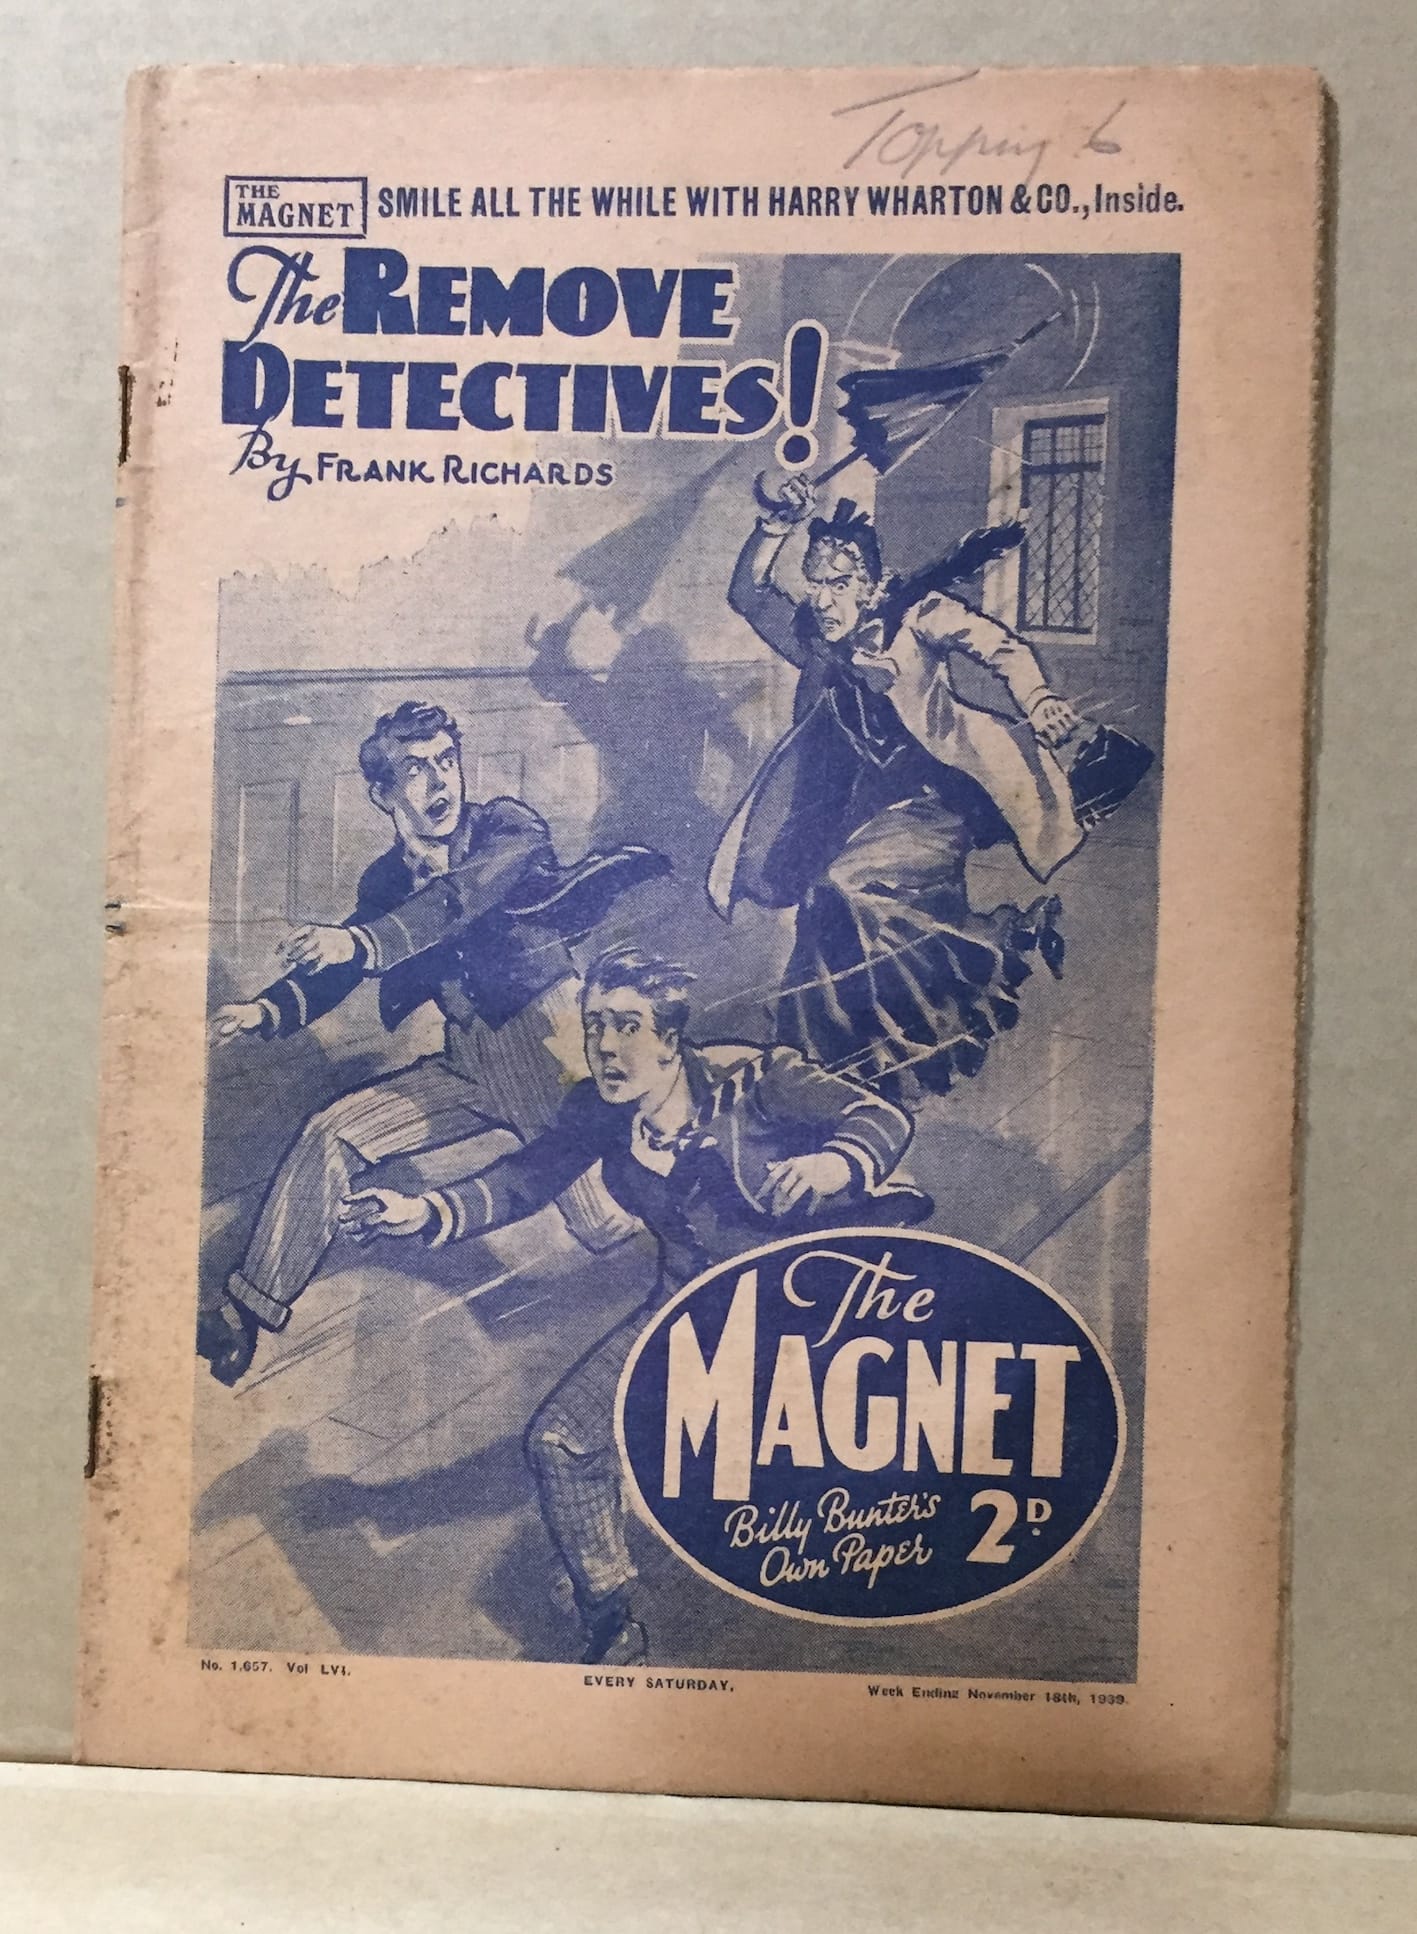 Topping 6
THE
MAGNET
SMILE ALL THE WHILE WITH HARRY WHARTON & CO., Inside.
The REMOVE
DETECTIVES!
By FRANK RICHARDS
The
MAGNET
Billy Bunter's
Own Paper
2D.
No. 1,657. Vol LVI.
EVERY SATURDAY.
Week Ending November 18th, 1939.